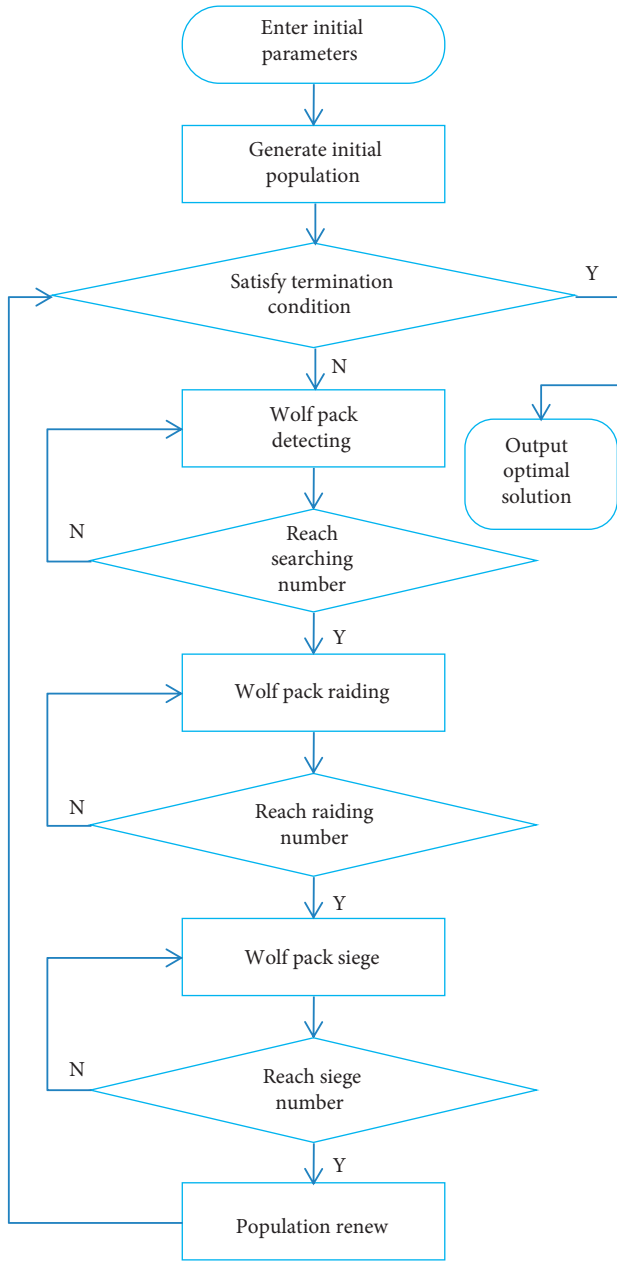 Enter initial
parameters
Generate initial
population
Satisfy termination
condition
Y
N
Wolf pack
detecting
Output
optimal
solution
N
Reach
searching
number
Y
Wolf pack raiding
N
Reach raiding
number
Y
Wolf pack siege
N
Reach siege
number
Y
Population renew